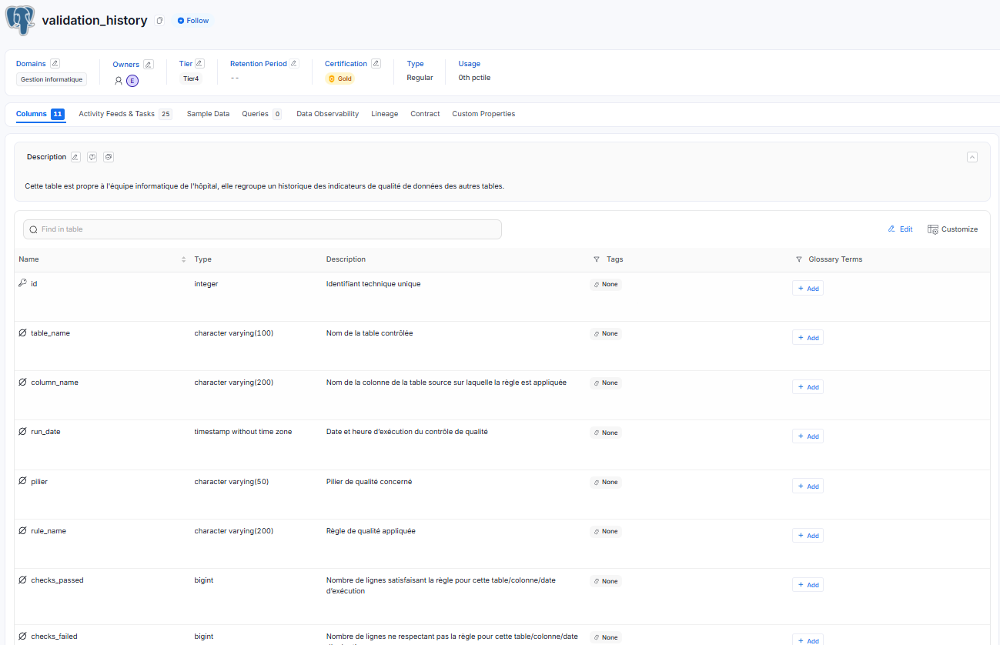 validation_history Follow
Domains Owners Tier Retention Period Certification Type Usage
Gestion informatique E Tier4 -- Gold Regular 0th pctile
Columns 11 Activity Feeds & Tasks 25 Sample Data Queries 0 Data Observability Lineage Contract Custom Properties
Description
Cette table est propre à l'équipe informatique de l'hôpital, elle regroupe un historique des indicateurs de qualité de données des autres tables.
Find in table Edit Customize
Name Type Description Tags Glossary Terms
id integer Identifiant technique unique None + Add
table_name character varying(100) Nom de la table contrôlée None + Add
column_name character varying(200) Nom de la colonne de la table source sur laquelle la règle est appliquée None + Add
run_date timestamp without time zone Date et heure d'exécution du contrôle de qualité None + Add
pilier character varying(50) Pilier de qualité concerné None + Add
rule_name character varying(200) Règle de qualité appliquée None + Add
checks_passed bigint Nombre de lignes satisfaisant la règle pour cette table/colonne/date None + Add
d'exécution
checks_failed bigint Nombre de lignes ne respectant pas la règle pour cette table/colonne/date None + Add